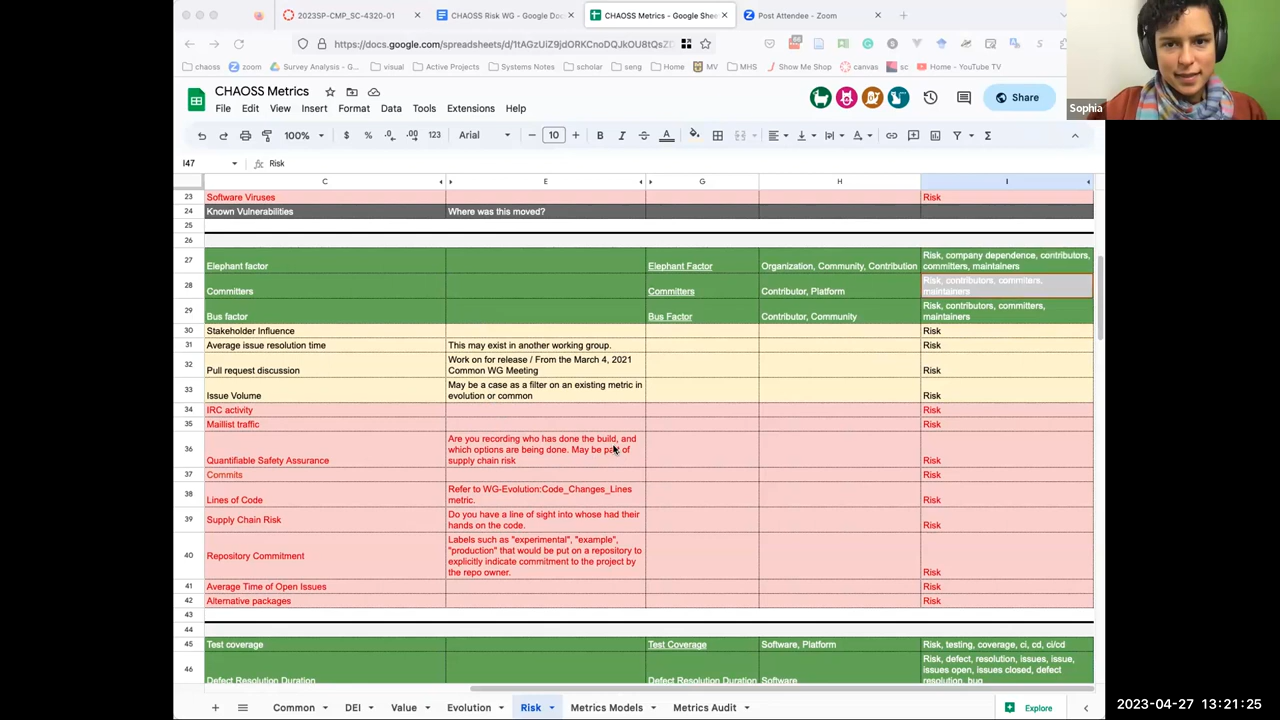 2023SP-CMP_SC-4320-01
CHAOSS Risk WG - Google Doc
CHAOSS Metrics - Google Shee
Post Attendee - Zoom
https://docs.google.com/spreadsheets/d/1tAGzUiZ9jdORKCnoDQJkOU8tQsZ
chaoss
zoom
Survey Analysis - G
visual
Active Projects
Systems Notes
scholar
seng
Home
MV
MHS
Show Me Shop
canvas
sc
Home - YouTube TV
Sophia
CHAOSS Metrics
File Edit View Insert Format Data Tools Extensions Help
Share
100% $ % .0 .00 123 Arial 10 B I S A
I47 Risk
C E G H I
23 Software Viruses Risk
24 Known Vulnerabilities Where was this moved?
25
26
Risk, company dependence, contributors,
27 Elephant factor Elephant Factor Organization, Community, Contribution committers, maintainers
Risk, contributors, commiters,
28 Committers Committers Contributor, Platform maintainers
Risk, contributors, committers,
29 Bus factor Bus Factor Contributor, Community maintainers
30 Stakeholder Influence Risk
31 Average issue resolution time This may exist in another working group. Risk
Work on for release / From the March 4, 2021
32 Pull request discussion Common WG Meeting Risk
May be a case as a filter on an existing metric in
33 Issue Volume evolution or common Risk
34 IRC activity Risk
35 Maillist traffic Risk
Are you recording who has done the build, and
which options are being done. May be part of
36 Quantifiable Safety Assurance supply chain risk Risk
37 Commits Risk
Refer to WG-Evolution:Code_Changes_Lines
38 Lines of Code metric. Risk
Do you have a line of sight into whose had their
39 Supply Chain Risk hands on the code. Risk
Labels such as "experimental", "example",
"production" that would be put on a repository to
40 Repository Commitment explicitly indicate commitment to the project by
the repo owner. Risk
41 Average Time of Open Issues Risk
42 Alternative packages Risk
43
44
45 Test coverage Test Coverage Software, Platform Risk, testing, coverage, ci, cd, ci/cd
Risk, defect, resolution, issues, issue,
46 issues open, issues closed, defect
Defect Resolution Duration Defect Resolution Duration Software resolution, bug
Common DEI Value Evolution Risk Metrics Models Metrics Audit
Explore
2023-04-27 13:21:25